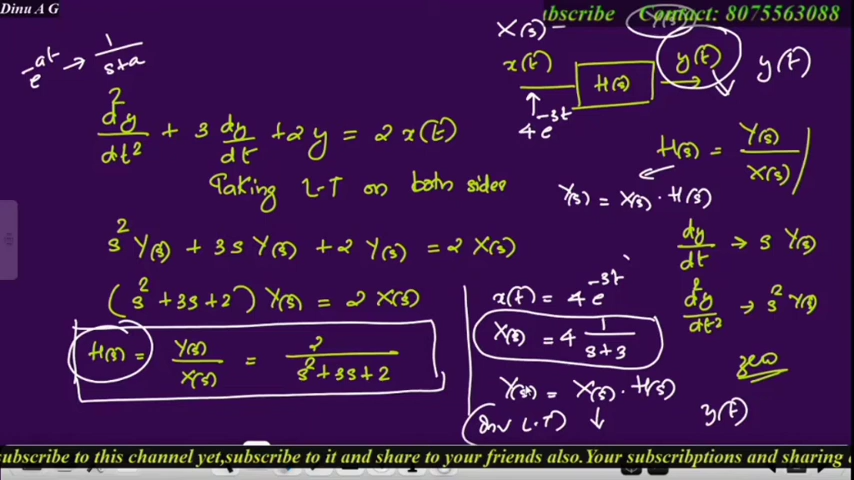 Dinu A G
ubscribe Contact: 8075563088
X(s) =
e^-at → 1/(s+a)
x(t) → H(s) → y(t) y(t)
4e^-3t
d²y/dt² + 3 dy/dt + 2y = 2 x(t)
Taking L.T on both sides
H(s) = Y(s)/X(s)
Y(s) = X(s) · H(s)
s² Y(s) + 3s Y(s) + 2 Y(s) = 2 X(s)
dy/dt → s Y(s)
(s² + 3s + 2) Y(s) = 2 X(s)
d²y/dt² → s² Y(s)
H(s) = Y(s)/X(s) = 2/(s² + 3s + 2)
zero
x(t) = 4e^-3t
X(s) = 4 1/(s+3)
Y(s) = X(s) · H(s)
Inv L.T) y(t)
subscribe to this channel yet,subscribe to it and share to your friends also.Your subscribptions and sharing